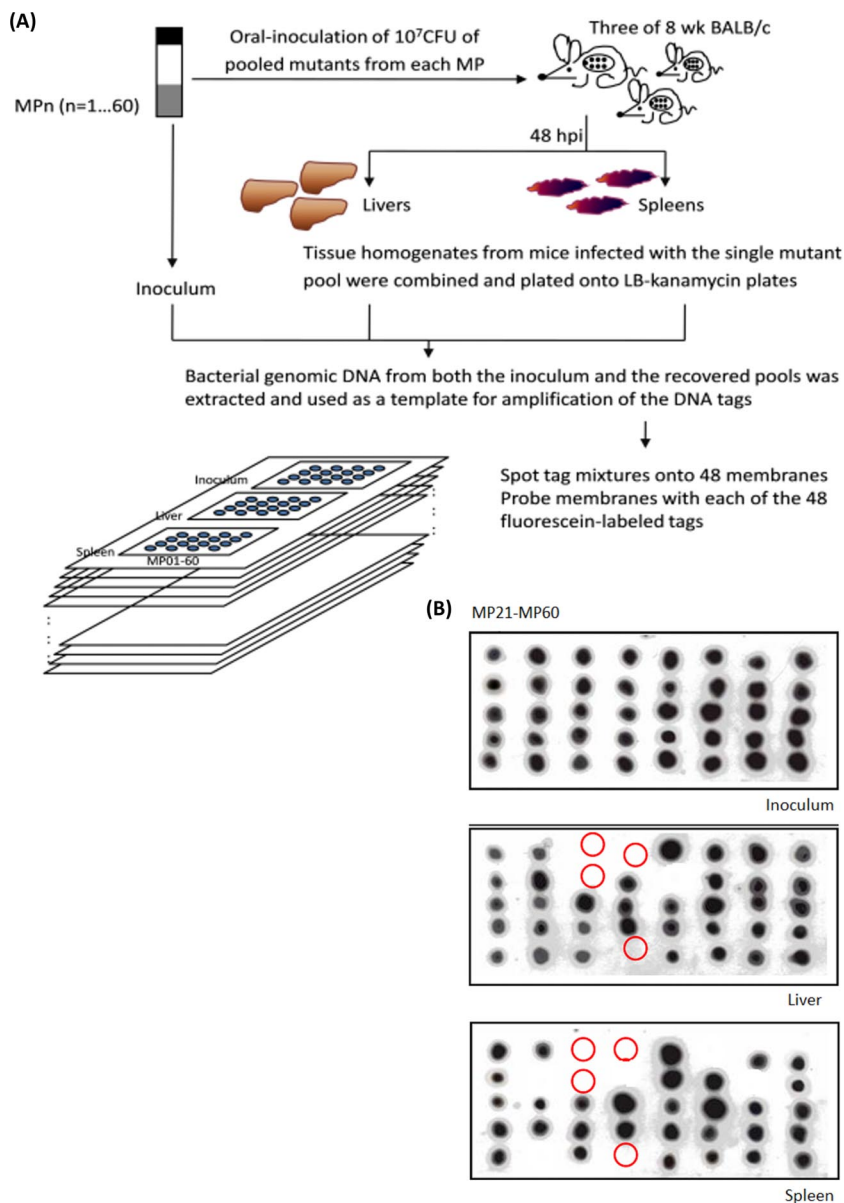 (A)
Oral-inoculation of 10⁷CFU of
pooled mutants from each MP
Three of 8 wk BALB/c
MPn (n=1...60)
48 hpi
Livers
Spleens
Tissue homogenates from mice infected with the single mutant
pool were combined and plated onto LB-kanamycin plates
Inoculum
Bacterial genomic DNA from both the inoculum and the recovered pools was
extracted and used as a template for amplification of the DNA tags
Spot tag mixtures onto 48 membranes
Probe membranes with each of the 48
fluorescein-labeled tags
Inoculum
Liver
Spleen
MP01-60
(B)
MP21-MP60
Inoculum
Liver
Spleen